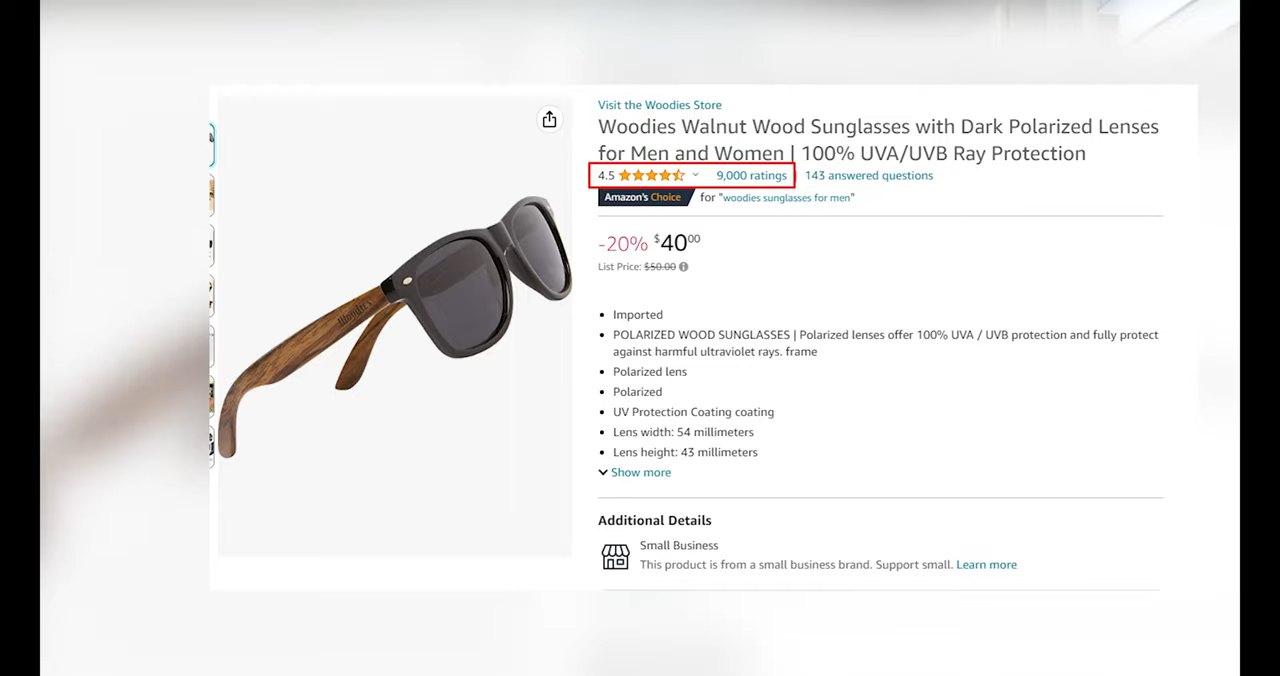 Visit the Woodies Store
Woodies Walnut Wood Sunglasses with Dark Polarized Lenses
for Men and Women | 100% UVA/UVB Ray Protection
4.5 9,000 ratings 143 answered questions
Amazon's Choice for "woodies sunglasses for men"
-20% $4000
List Price: $50.00
• Imported
• POLARIZED WOOD SUNGLASSES | Polarized lenses offer 100% UVA / UVB protection and fully protect
against harmful ultraviolet rays. frame
• Polarized lens
• Polarized
• UV Protection Coating coating
• Lens width: 54 millimeters
• Lens height: 43 millimeters
Show more
Additional Details
Small Business
This product is from a small business brand. Support small. Learn more
Woodies